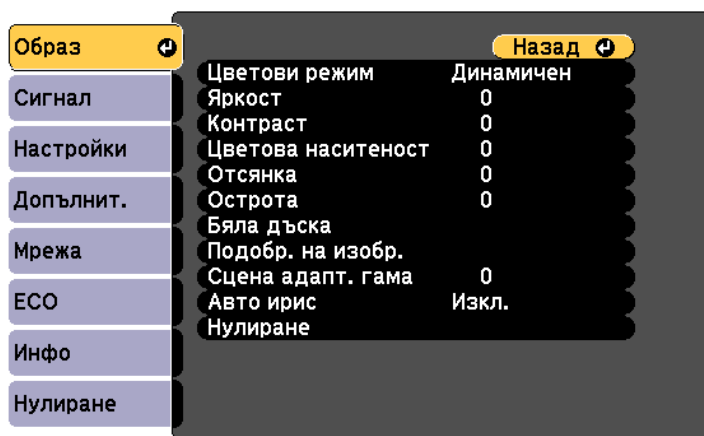 Образ
Сигнал
Настройки
Допълнит.
Мрежа
ECO
Инфо
Нулиране
Назад
Цветови режим Динамичен
Яркост 0
Контраст 0
Цветова наситеност 0
Отсянка 0
Острота 0
Бяла дъска
Подобр. на изобр.
Сцена адапт. гама 0
Авто ирис Изкл.
Нулиране